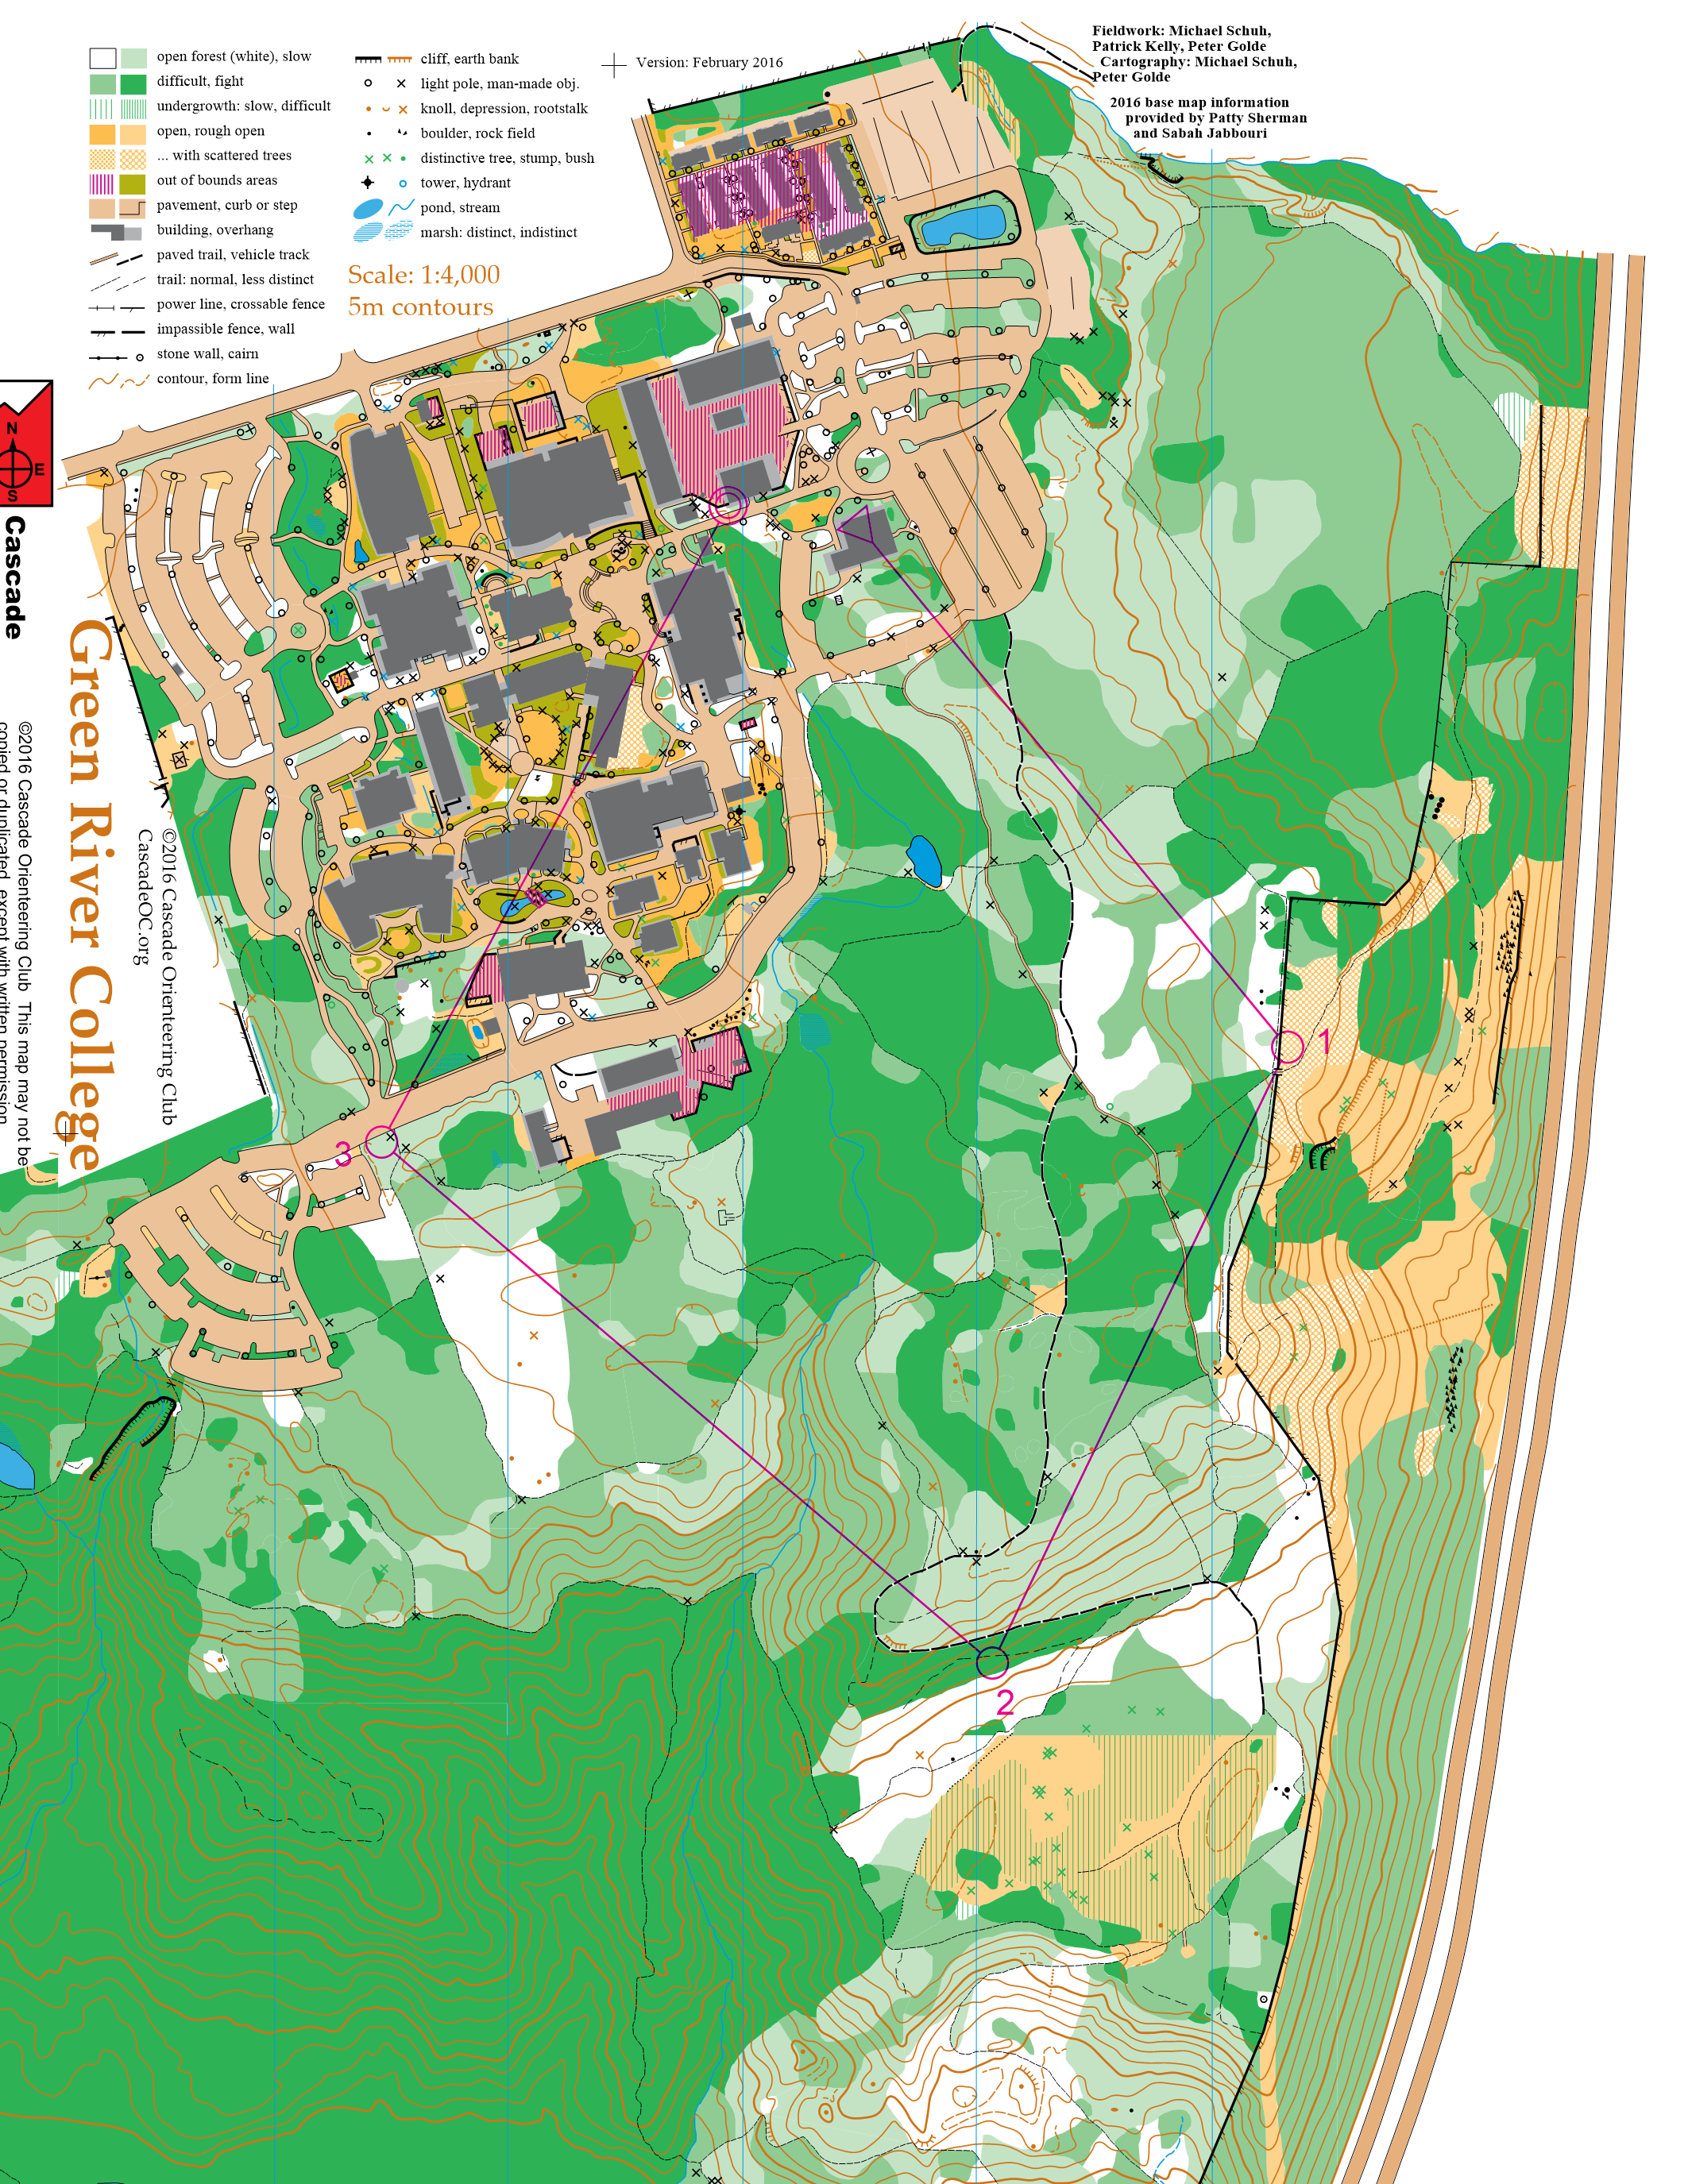 open forest (white), slow
difficult, fight
undergrowth: slow, difficult
open, rough open
... with scattered trees
out of bounds areas
pavement, curb or step
building, overhang
paved trail, vehicle track
trail: normal, less distinct
power line, crossable fence
impassible fence, wall
stone wall, cairn
contour, form line
cliff, earth bank
light pole, man-made obj.
knoll, depression, rootstalk
boulder, rock field
distinctive tree, stump, bush
tower, hydrant
pond, stream
marsh: distinct, indistinct
Scale: 1:4,000
5m contours
Version: February 2016
Fieldwork: Michael Schuh,
Patrick Kelly, Peter Golde
Cartography: Michael Schuh,
Peter Golde
2016 base map information
provided by Patty Sherman
and Sabah Jabbouri
N
E
S
Cascade
Green River College
©2016 Cascade Orienteering Club
CascadeOC.org
©2016 Cascade Orienteering Club This map may not be
copied or duplicated, except with written permission
1
2
3